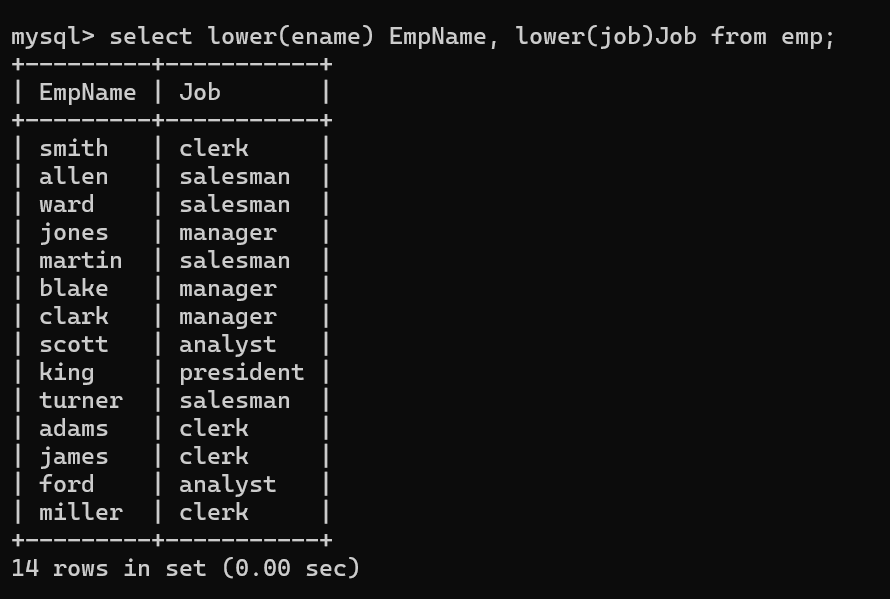 mysql> select lower(ename) EmpName, lower(job)Job from emp;
+---------+-----------+
| EmpName | Job       |
+---------+-----------+
| smith   | clerk     |
| allen   | salesman  |
| ward    | salesman  |
| jones   | manager   |
| martin  | salesman  |
| blake   | manager   |
| clark   | manager   |
| scott   | analyst   |
| king    | president |
| turner  | salesman  |
| adams   | clerk     |
| james   | clerk     |
| ford    | analyst   |
| miller  | clerk     |
+---------+-----------+
14 rows in set (0.00 sec)